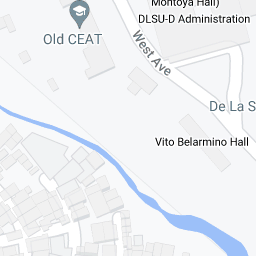 Montoya Hall)
DLSU-D Administration
Old CEAT
West Ave
De La S
Vito Belarmino Hall